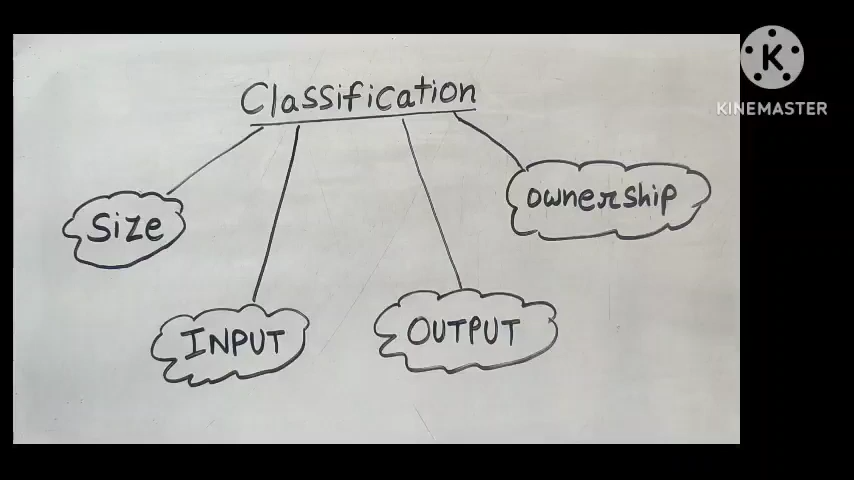 Classification
Size
INPUT
OUTPUT
ownership
K
KINEMASTER